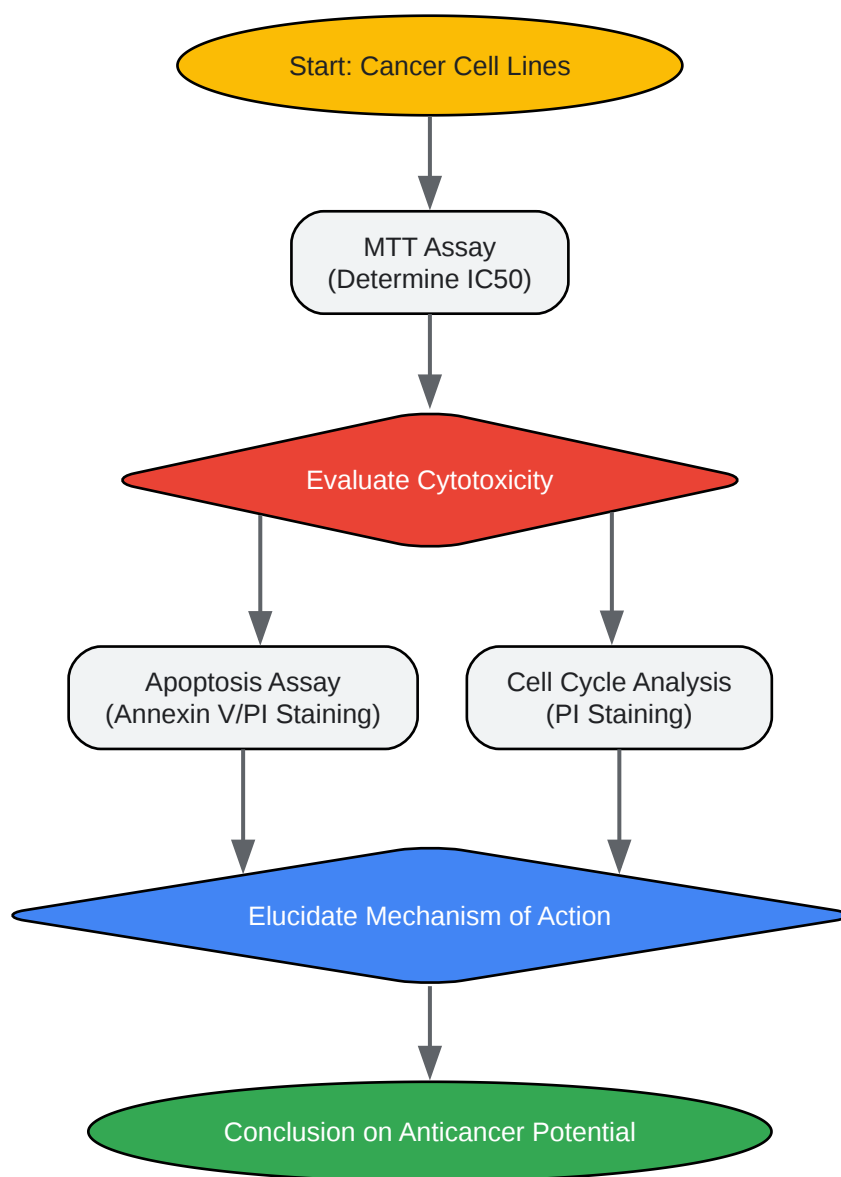 Start: Cancer Cell Lines
MTT Assay
(Determine IC50)
Evaluate Cytotoxicity
Apoptosis Assay
(Annexin V/PI Staining)
Cell Cycle Analysis
(PI Staining)
Elucidate Mechanism of Action
Conclusion on Anticancer Potential